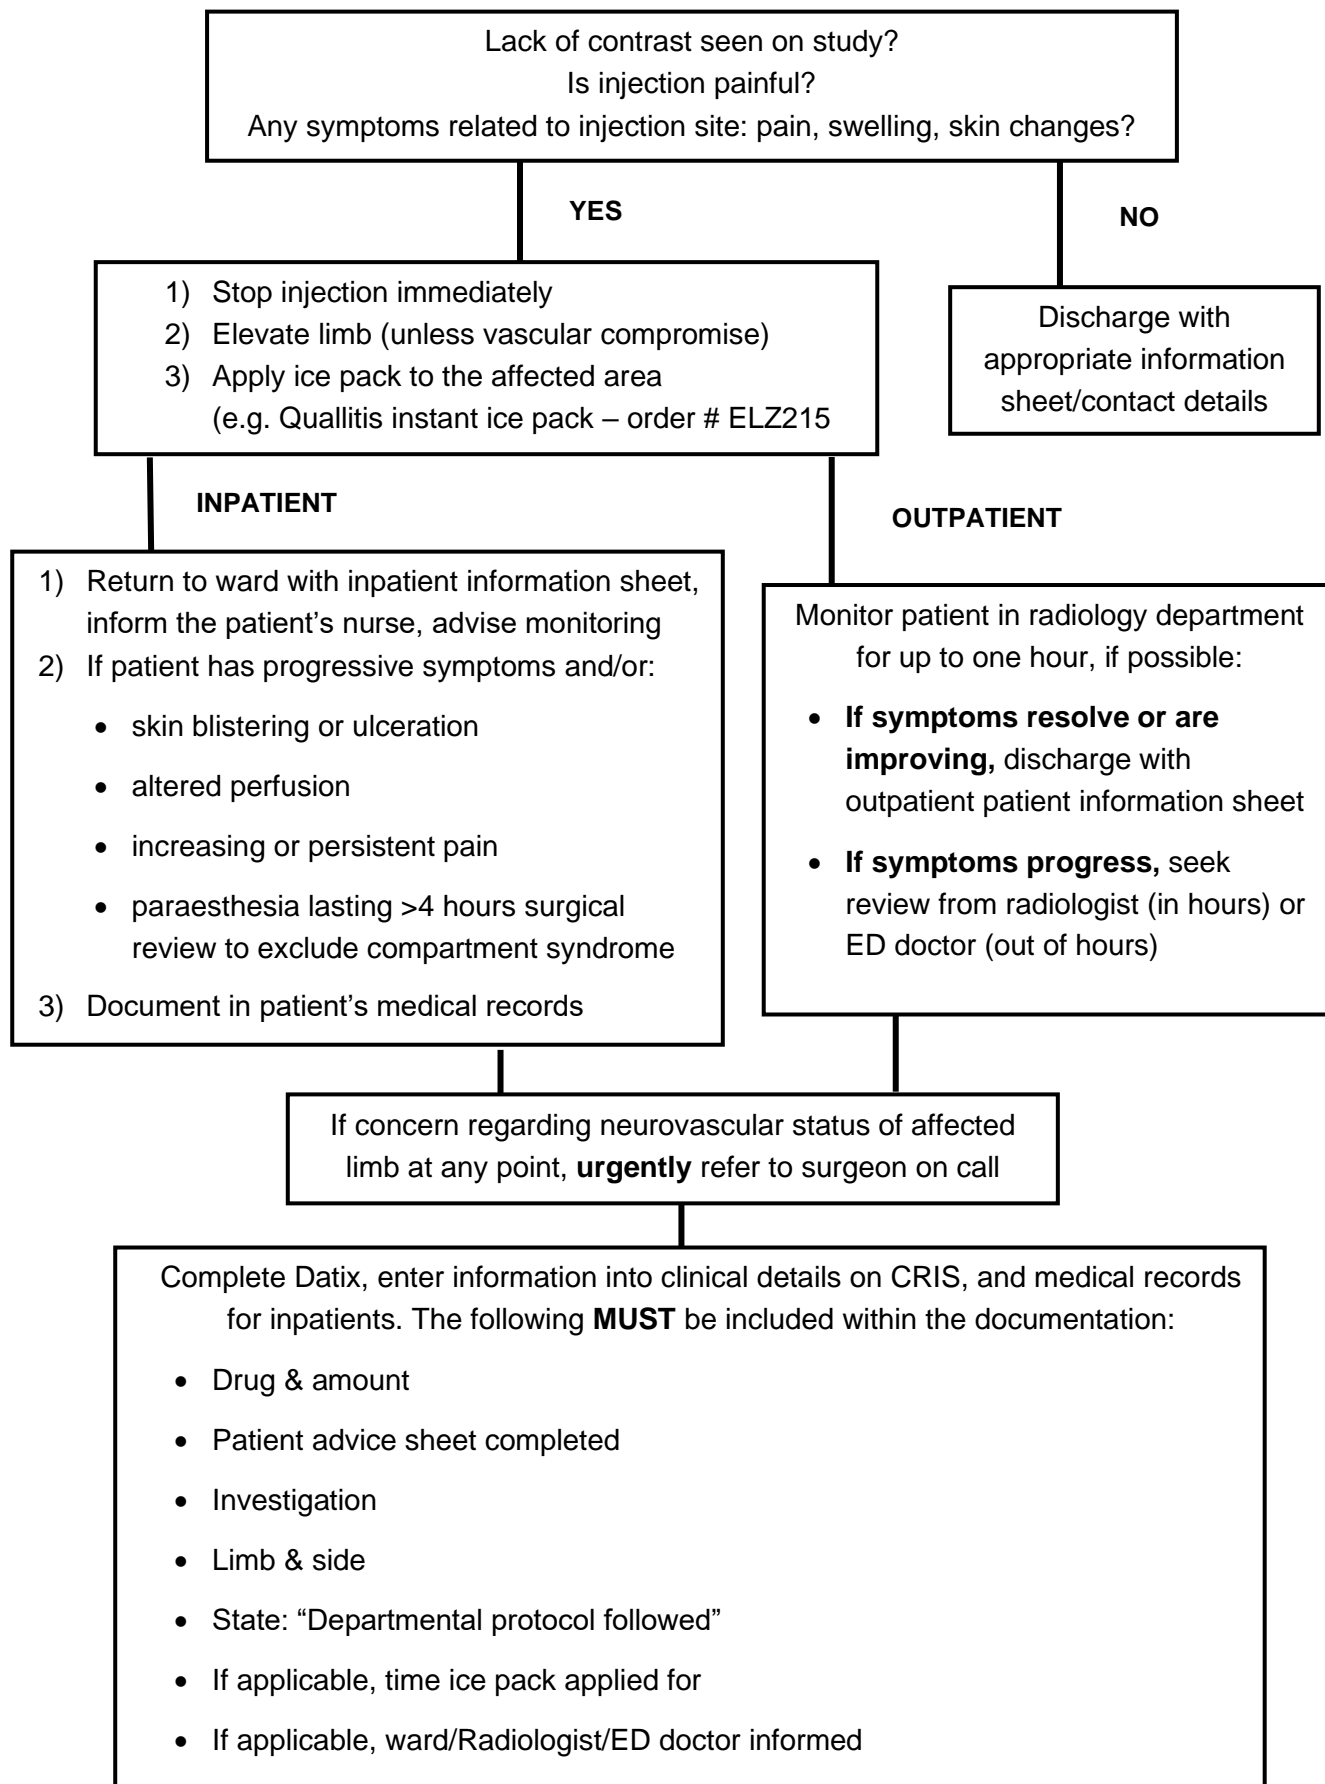 Lack of contrast seen on study?
Is injection painful?
Any symptoms related to injection site: pain, swelling, skin changes?
YES
NO
1) Stop injection immediately
2) Elevate limb (unless vascular compromise)
3) Apply ice pack to the affected area
(e.g. Quallitis instant ice pack – order # ELZ215
Discharge with
appropriate information
sheet/contact details
INPATIENT
OUTPATIENT
1) Return to ward with inpatient information sheet,
inform the patient’s nurse, advise monitoring
2) If patient has progressive symptoms and/or:
• skin blistering or ulceration
• altered perfusion
• increasing or persistent pain
• paraesthesia lasting >4 hours surgical
review to exclude compartment syndrome
3) Document in patient’s medical records
Monitor patient in radiology department
for up to one hour, if possible:
• If symptoms resolve or are
improving, discharge with
outpatient patient information sheet
• If symptoms progress, seek
review from radiologist (in hours) or
ED doctor (out of hours)
If concern regarding neurovascular status of affected
limb at any point, urgently refer to surgeon on call
Complete Datix, enter information into clinical details on CRIS, and medical records
for inpatients. The following MUST be included within the documentation:
• Drug & amount
• Patient advice sheet completed
• Investigation
• Limb & side
• State: “Departmental protocol followed”
• If applicable, time ice pack applied for
• If applicable, ward/Radiologist/ED doctor informed